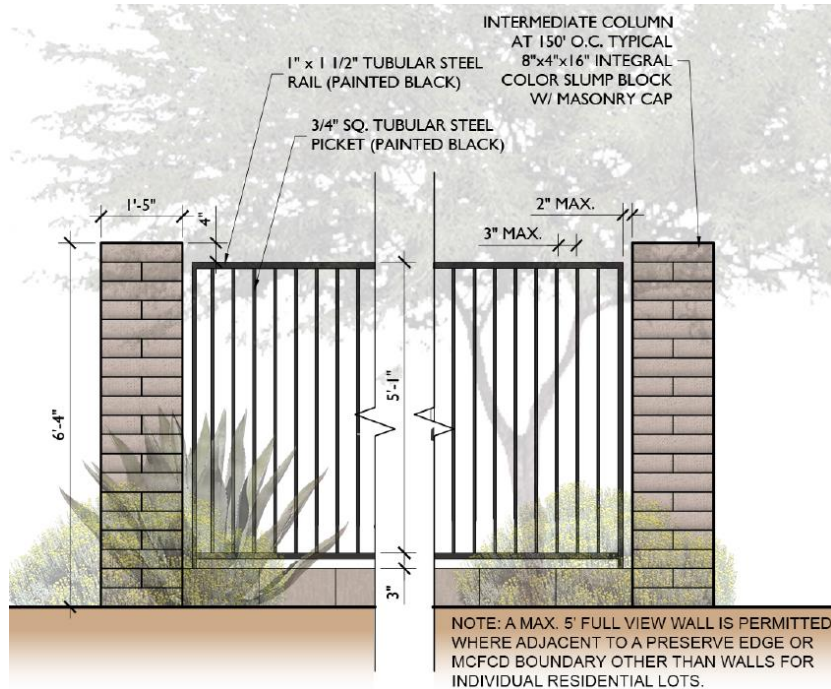 INTERMEDIATE COLUMN
AT 150' O.C. TYPICAL
8"x4"x16" INTEGRAL
COLOR SLUMP BLOCK
W/ MASONRY CAP
1" x 1 1/2" TUBULAR STEEL
RAIL (PAINTED BLACK)
3/4" SQ. TUBULAR STEEL
PICKET (PAINTED BLACK)
1'-5"
4"
2" MAX.
3" MAX.
6'-4"
5'-1"
3"
NOTE: A MAX. 5' FULL VIEW WALL IS PERMITTED
WHERE ADJACENT TO A PRESERVE EDGE OR
MCFCD BOUNDARY OTHER THAN WALLS FOR
INDIVIDUAL RESIDENTIAL LOTS.